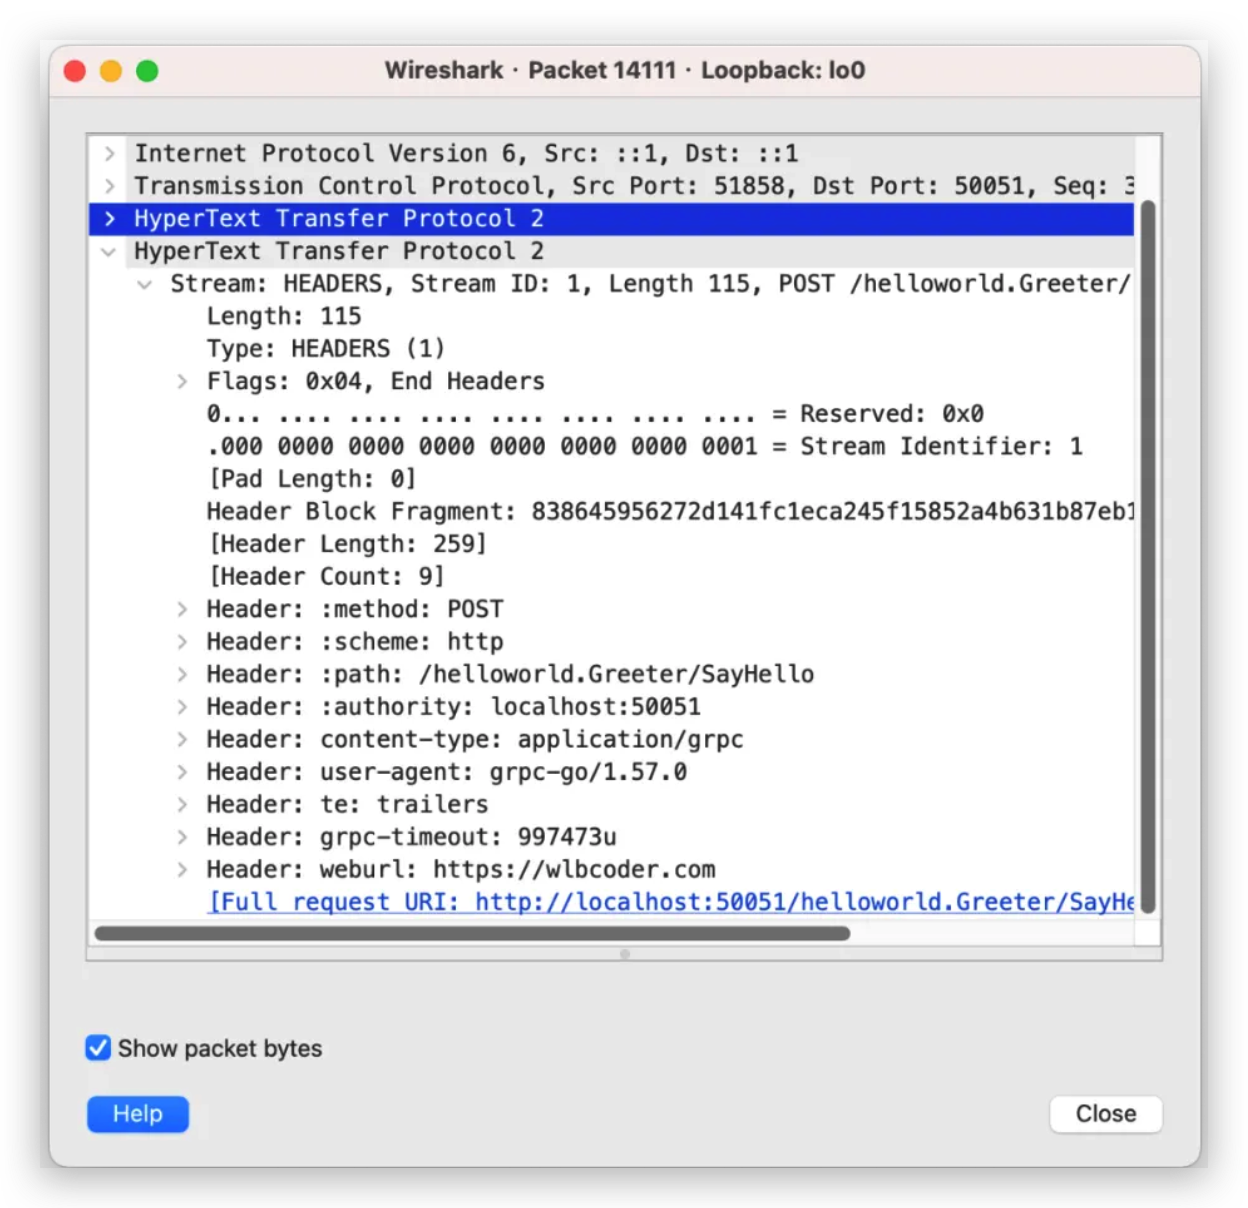 Wireshark · Packet 14111 · Loopback: lo0
Internet Protocol Version 6, Src: ::1, Dst: ::1
Transmission Control Protocol, Src Port: 51858, Dst Port: 50051, Seq: 3
HyperText Transfer Protocol 2
HyperText Transfer Protocol 2
Stream: HEADERS, Stream ID: 1, Length 115, POST /helloworld.Greeter/
Length: 115
Type: HEADERS (1)
Flags: 0x04, End Headers
0... .... .... .... .... .... .... .... = Reserved: 0x0
.000 0000 0000 0000 0000 0000 0000 0001 = Stream Identifier: 1
[Pad Length: 0]
Header Block Fragment: 838645956272d141fc1eca245f15852a4b631b87eb1
[Header Length: 259]
[Header Count: 9]
Header: :method: POST
Header: :scheme: http
Header: :path: /helloworld.Greeter/SayHello
Header: :authority: localhost:50051
Header: content-type: application/grpc
Header: user-agent: grpc-go/1.57.0
Header: te: trailers
Header: grpc-timeout: 997473u
Header: weburl: https://wlbcoder.com
[Full request URI: http://localhost:50051/helloworld.Greeter/SayHe
Show packet bytes
Help
Close